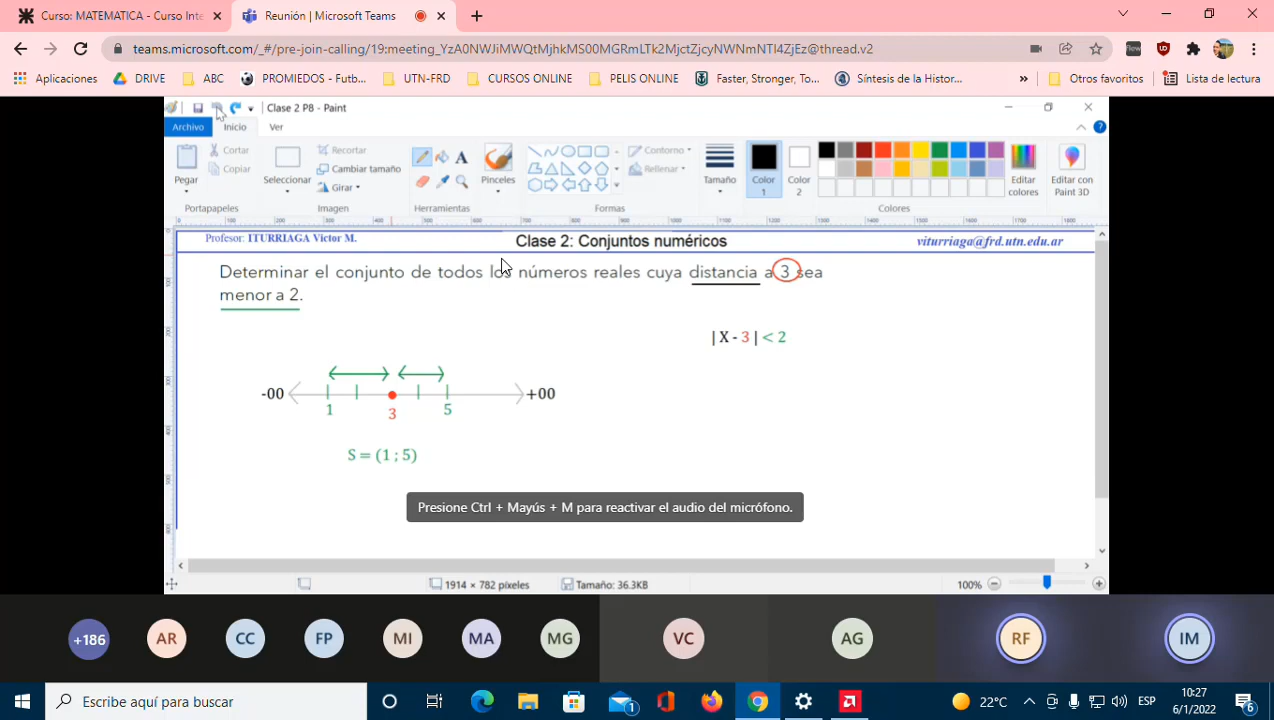 Curso: MATEMATICA - Curso Inte
Reunión | Microsoft Teams
teams.microsoft.com/_#/pre-join-calling/19:meeting_YzA0NWJiMWQtMjhkMS00MGRmLTk2MjctZjcyNWNmNTI4ZjEz@thread.v2
Aplicaciones DRIVE ABC PROMIEDOS - Futb... UTN-FRD CURSOS ONLINE PELIS ONLINE Faster, Stronger, To... Síntesis de la Histor... » Otros favoritos Lista de lectura
Clase 2 P8 - Paint
Archivo Inicio Ver
Pegar Cortar Copiar Seleccionar Recortar Cambiar tamaño Girar Pinceles Contorno Rellenar Tamaño Color 1 Color 2 Editar colores Editar con Paint 3D
Portapapeles Imagen Herramientas Formas Colores
Profesor: ITURRIAGA Victor M. Clase 2: Conjuntos numéricos viturriaga@frd.utn.edu.ar
Determinar el conjunto de todos los números reales cuya distancia a 3 sea
menor a 2.
| X - 3 | < 2
-00 +00
1 3 5
S = (1 ; 5)
Presione Ctrl + Mayús + M para reactivar el audio del micrófono.
1914 × 782 píxeles Tamaño: 36.3KB 100%
+186 AR CC FP MI MA MG VC AG RF IM
Escribe aquí para buscar 1 22°C ESP 10:27
6/1/2022 6